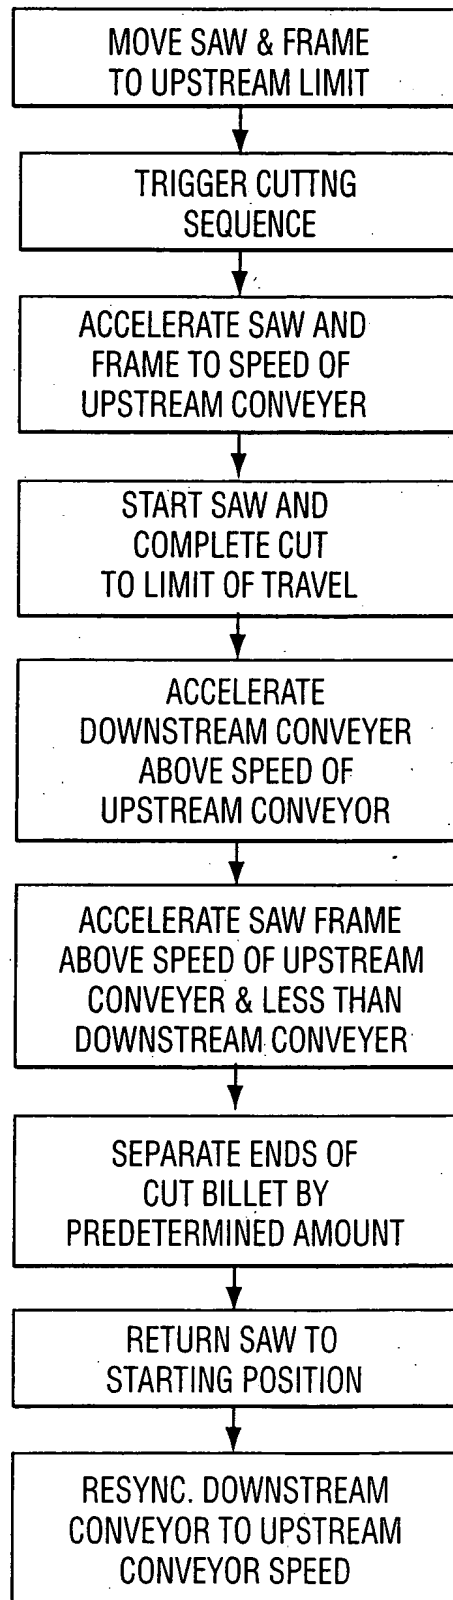 MOVE SAW & FRAME
TO UPSTREAM LIMIT
TRIGGER CUTTNG
SEQUENCE
ACCELERATE SAW AND
FRAME TO SPEED OF
UPSTREAM CONVEYER
START SAW AND
COMPLETE CUT
TO LIMIT OF TRAVEL
ACCELERATE
DOWNSTREAM CONVEYER
ABOVE SPEED OF
UPSTREAM CONVEYOR
ACCELERATE SAW FRAME
ABOVE SPEED OF UPSTREAM
CONVEYER & LESS THAN
DOWNSTREAM CONVEYER
SEPARATE ENDS OF
CUT BILLET BY
PREDETERMINED AMOUNT
RETURN SAW TO
STARTING POSITION
RESYNC. DOWNSTREAM
CONVEYOR TO UPSTREAM
CONVEYOR SPEED